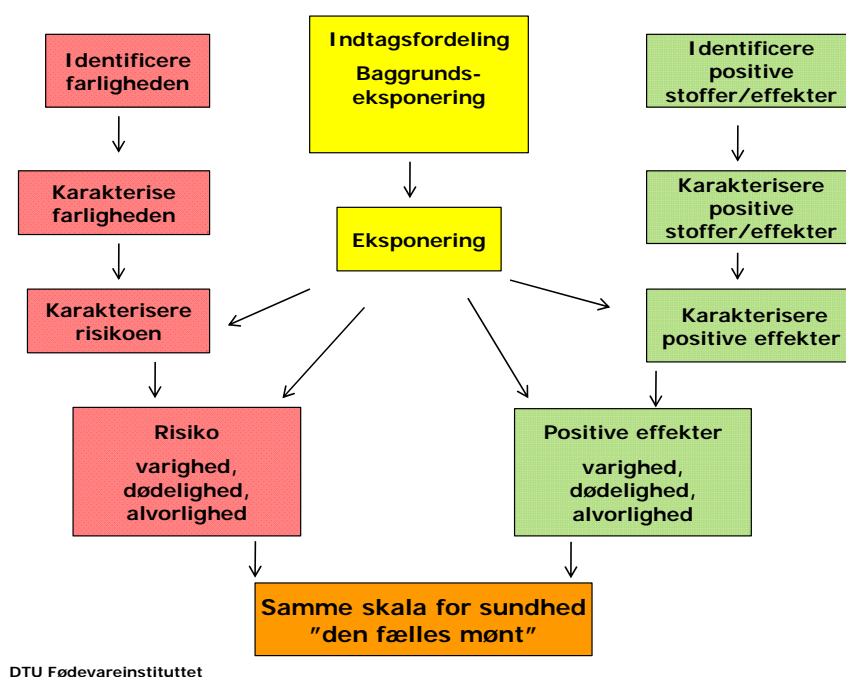 Identificere
farligheden
Indtagsfordeling
Baggrunds-
eksponering
Identificere
positive
stoffer/effekter
Karakterise
farligheden
Eksponering
Karakterisere
positive
stoffer/effekter
Karakterisere
risikoen
Karakterisere
positive effekter
Risiko
varighed,
dødelighed,
alvorlighed
Positive effekter
varighed,
dødelighed,
alvorlighed
Samme skala for sundhed
”den fælles mønt”
DTU Fødevareinstituttet